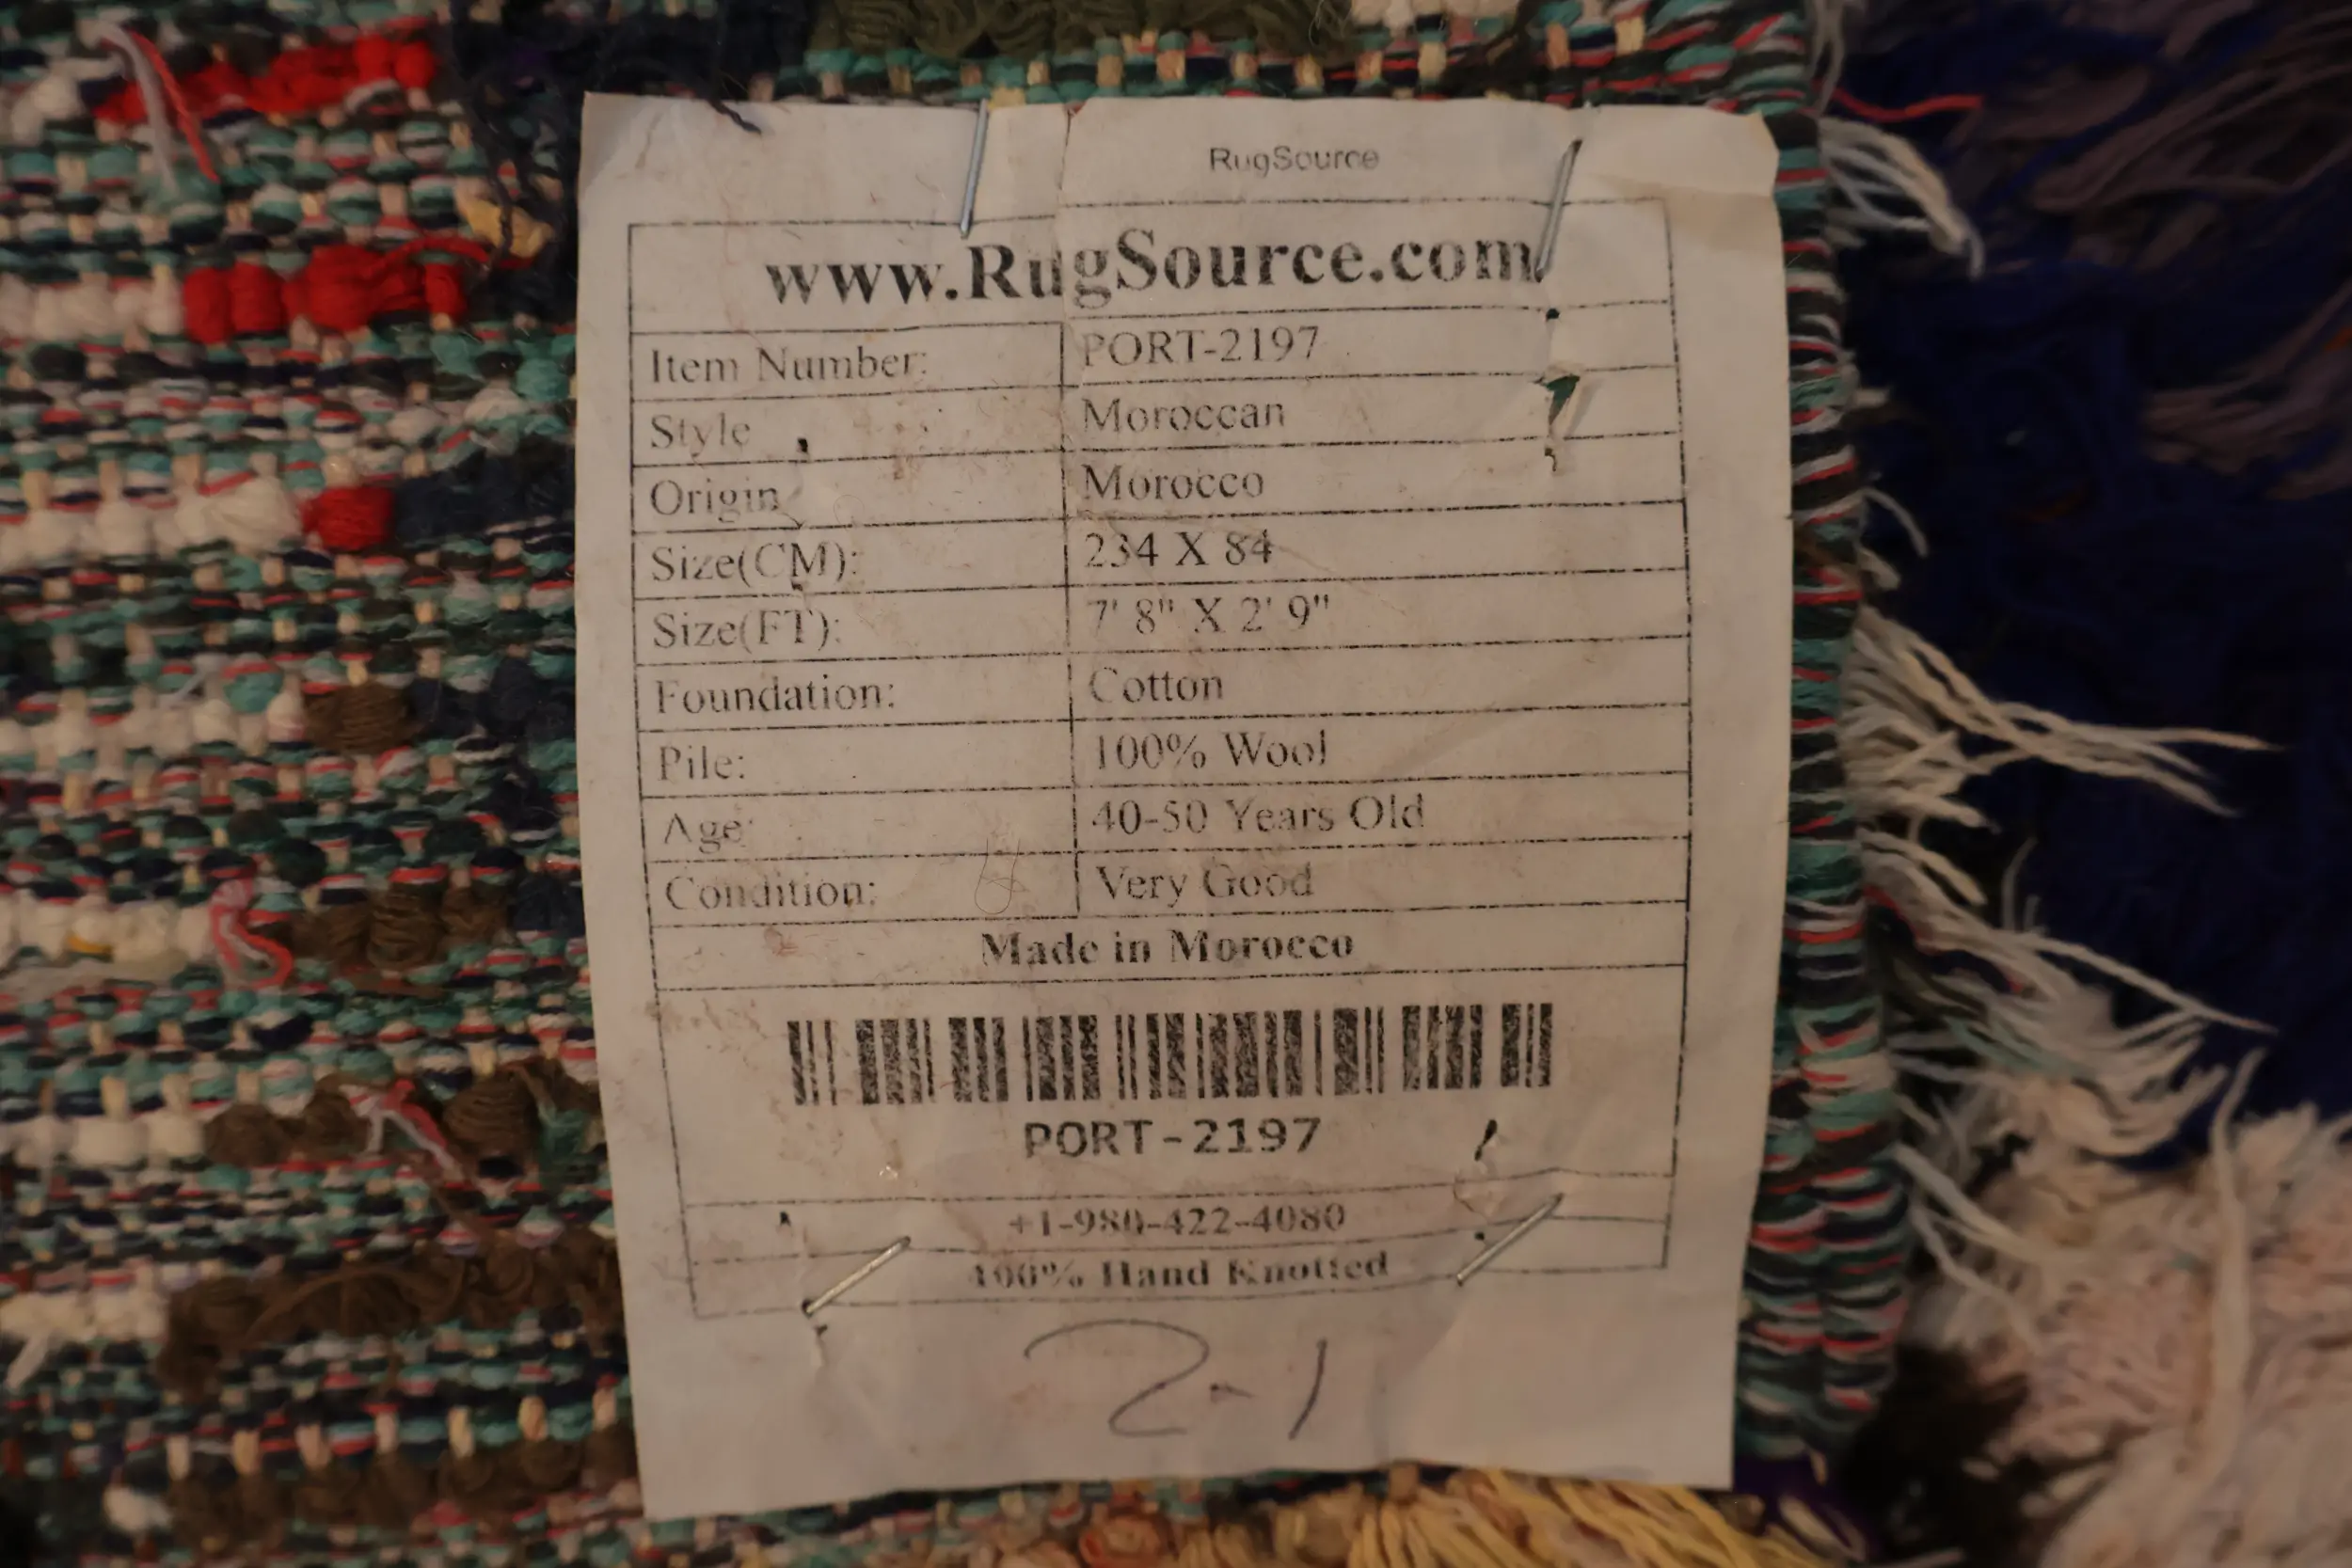 RugSource
www.RugSource.com
Item Number: PORT-2197
Style Moroccan
Origin Morocco
Size(CM): 234 X 84
Size(FT): 7' 8" X 2' 9"
Foundation: Cotton
Pile: 100% Wool
Age: 40-50 Years Old
Condition: Very Good
Made in Morocco
PORT-2197
+1-980-422-4080
100% Hand Knotted
2-1